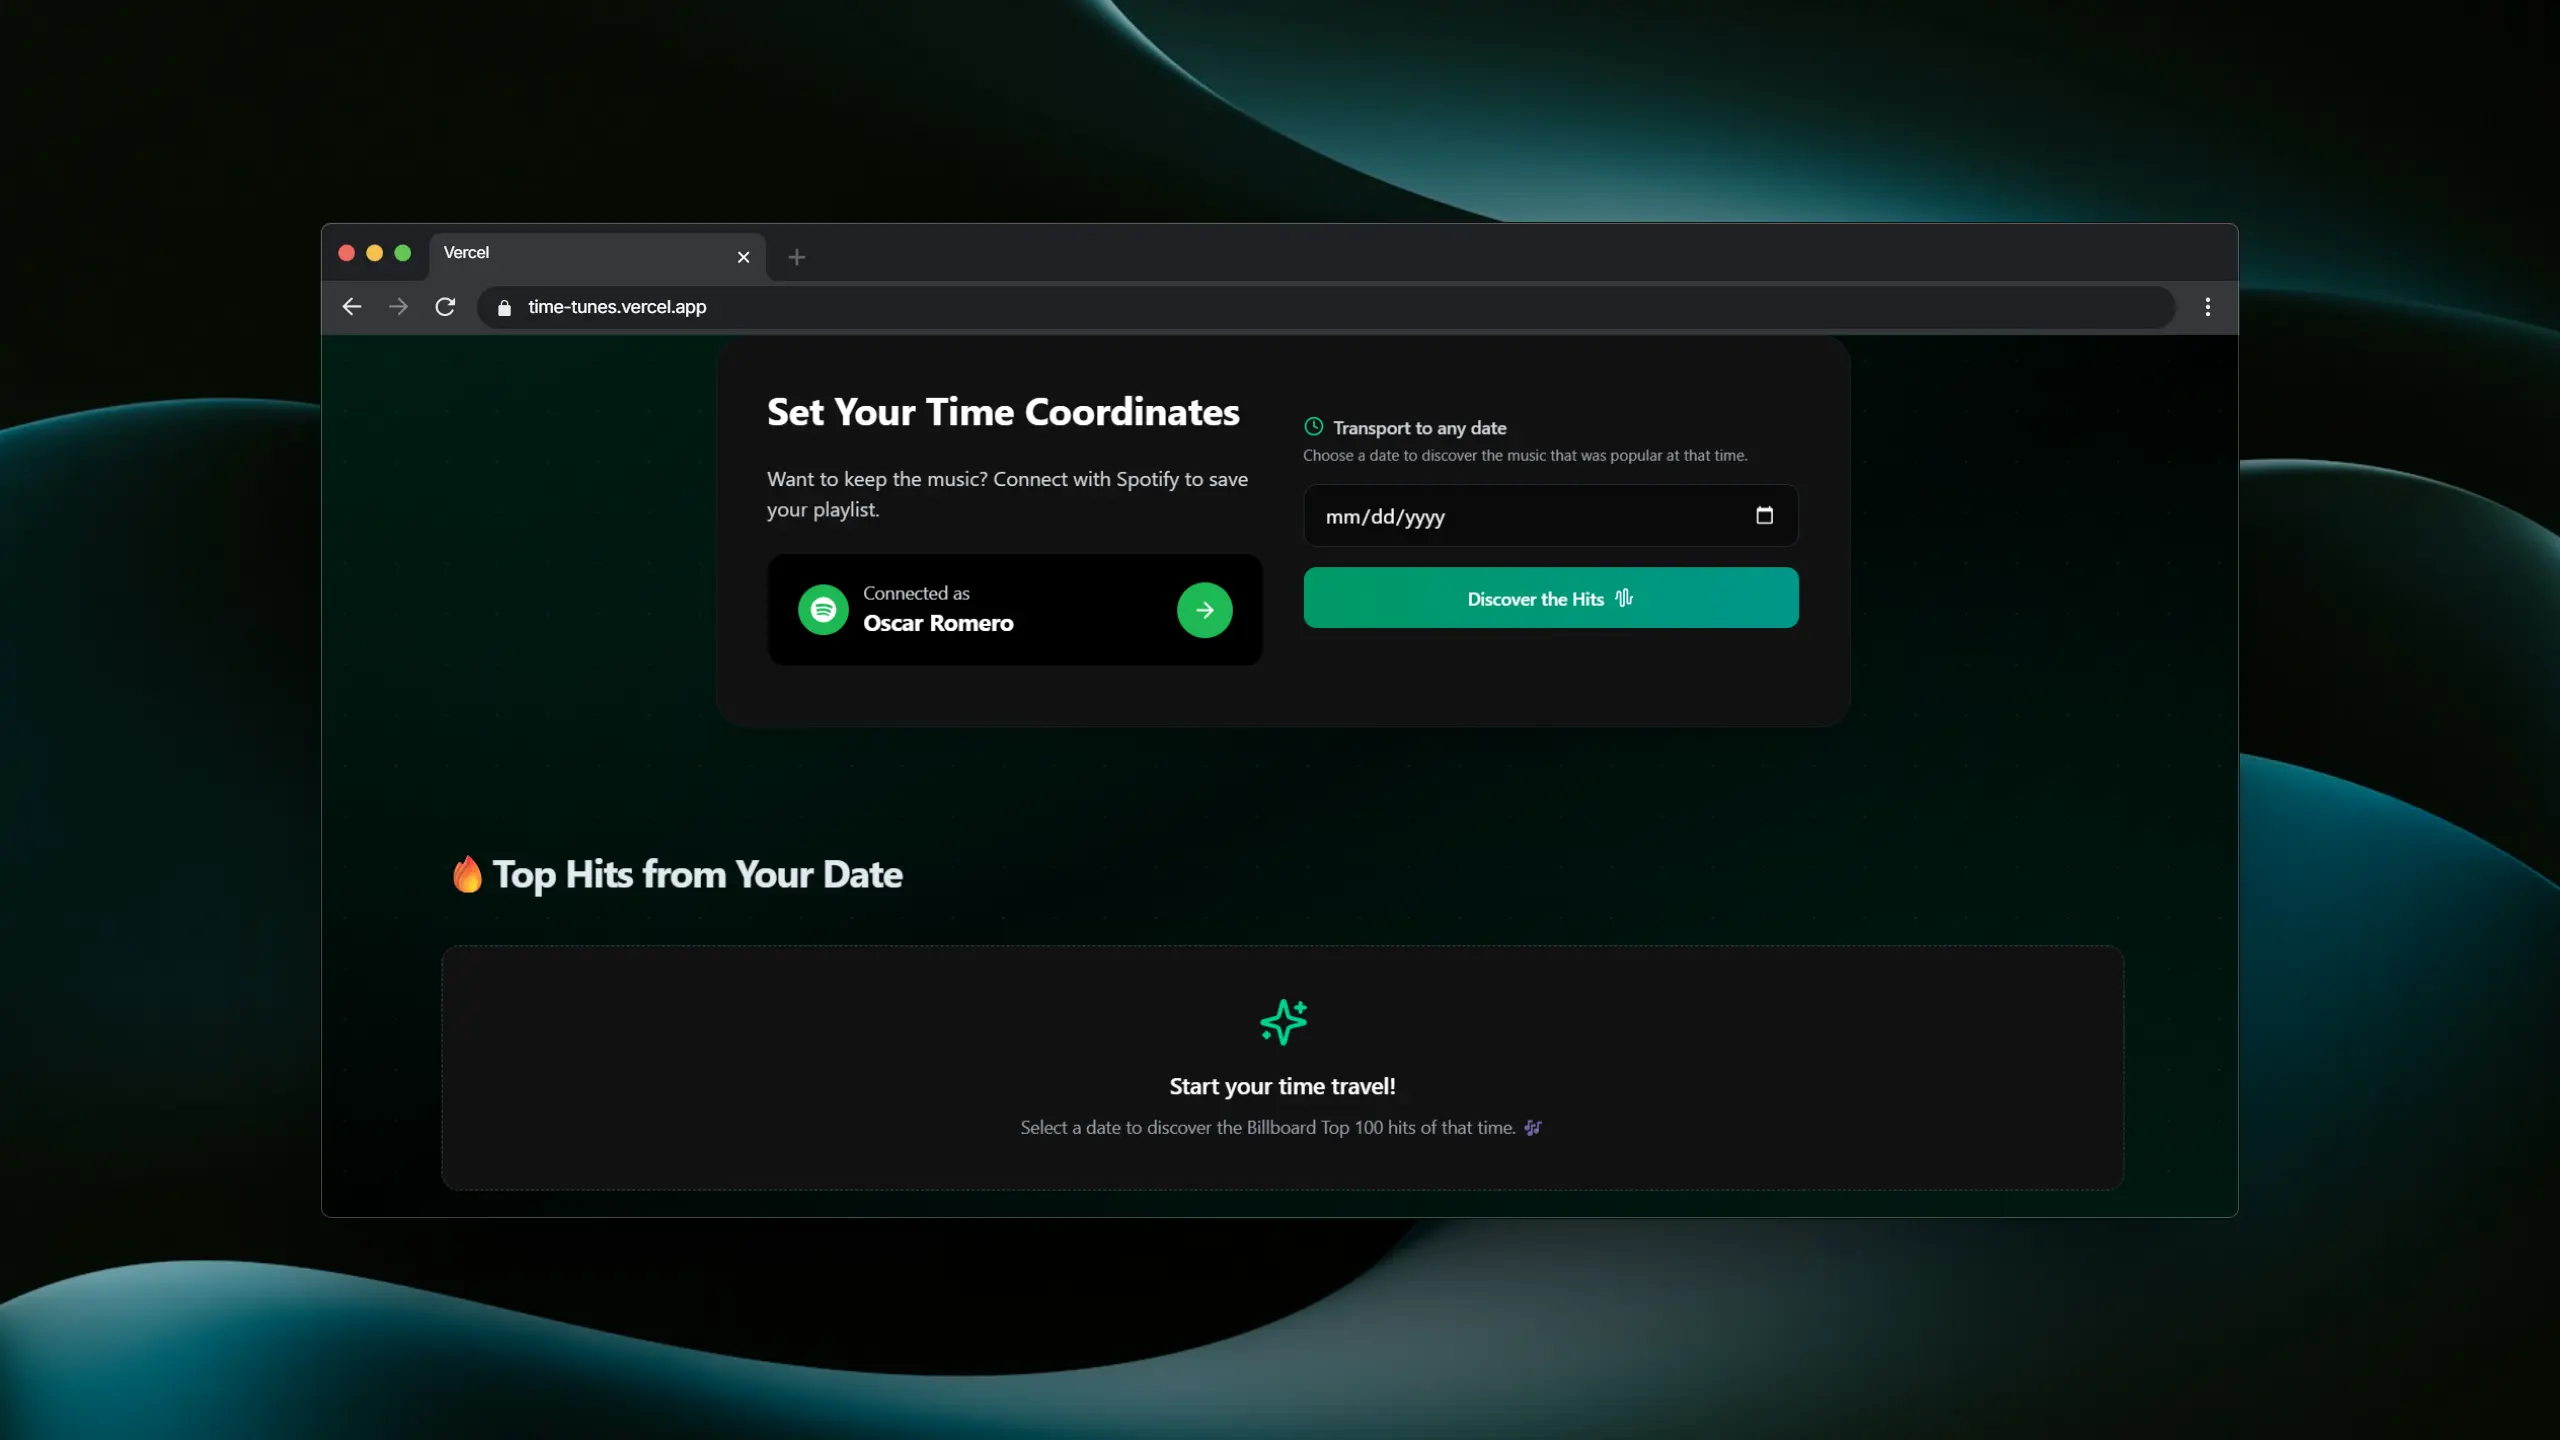 Vercel
time-tunes.vercel.app
Set Your Time Coordinates
Want to keep the music? Connect with Spotify to save
your playlist.
Connected as
Oscar Romero
Transport to any date
Choose a date to discover the music that was popular at that time.
mm/dd/yyyy
Discover the Hits
🔥 Top Hits from Your Date
Start your time travel!
Select a date to discover the Billboard Top 100 hits of that time. 🎶